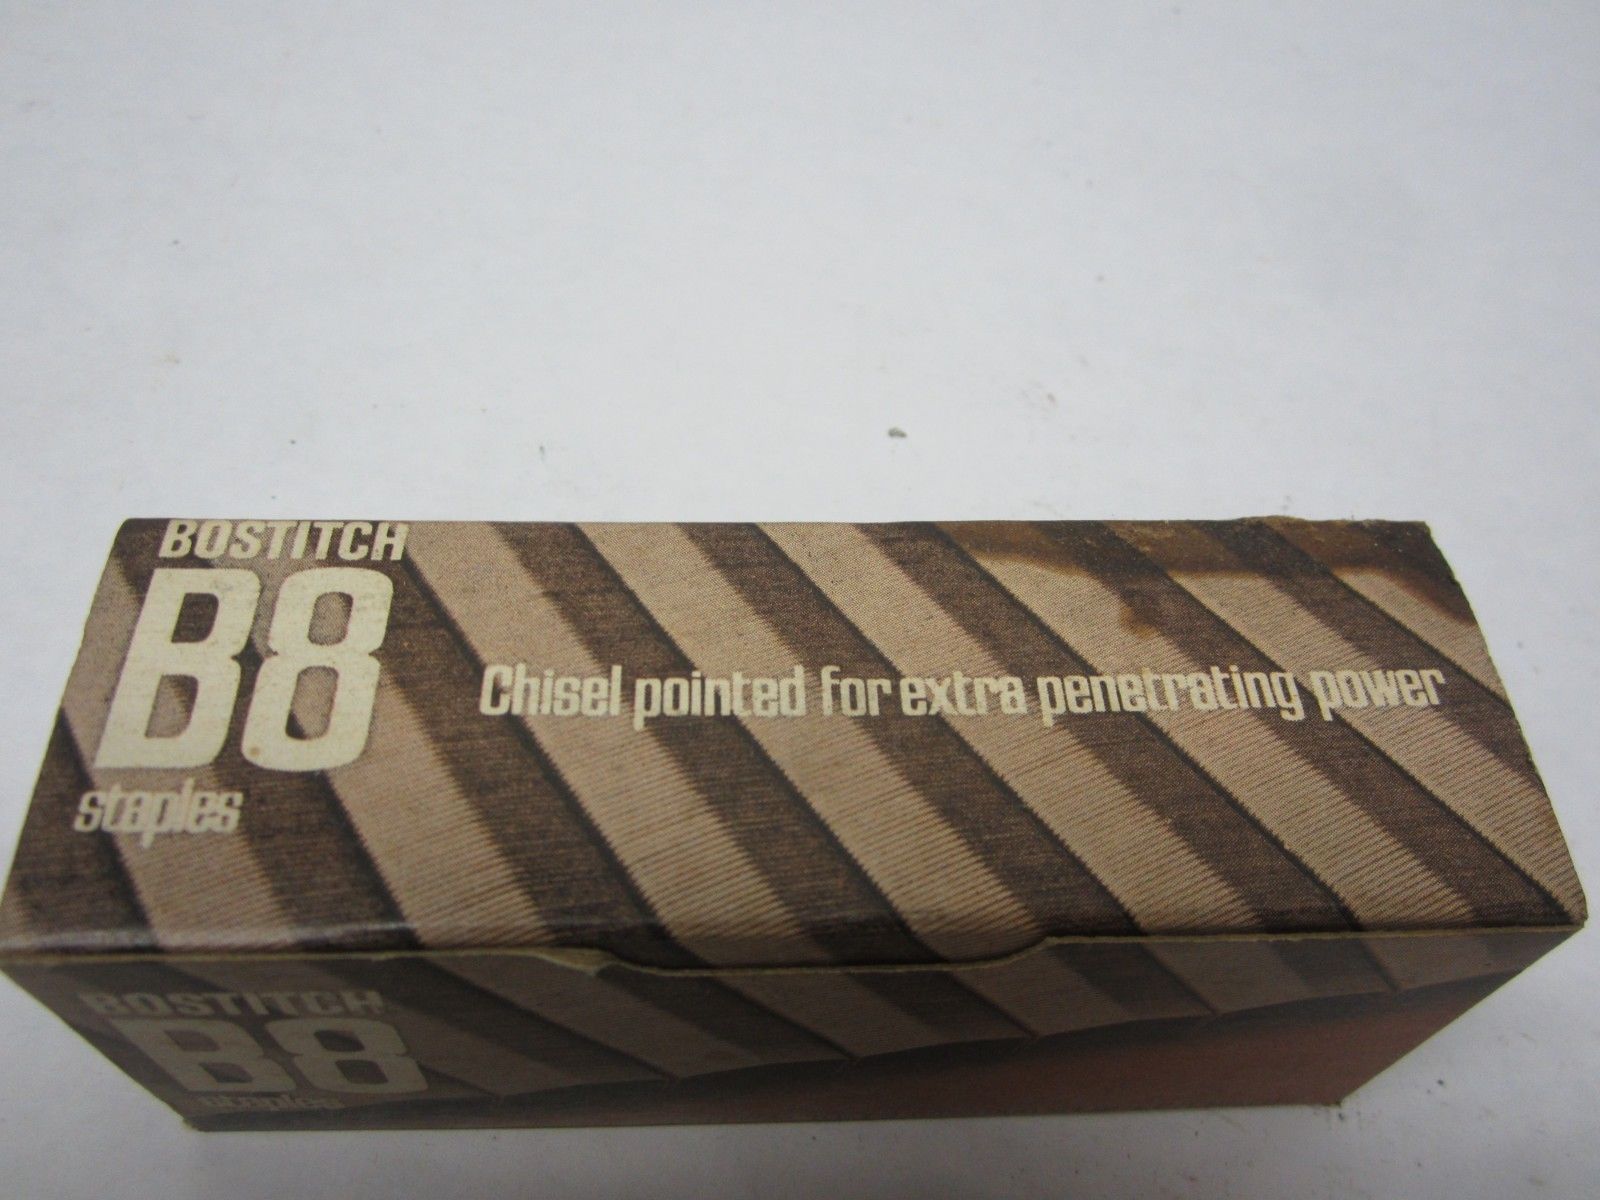 BOSTITCH
B8
staples
Chisel pointed for extra penetrating power
BOSTITCH
B8
staples